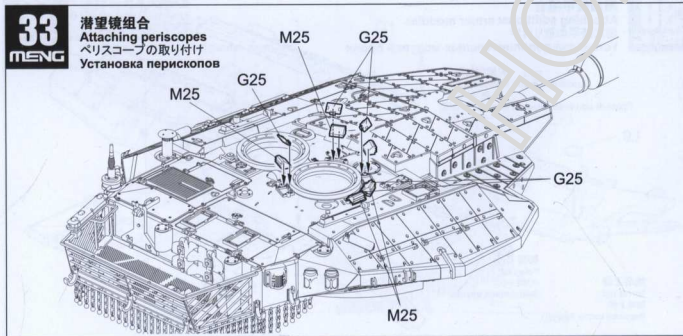 33
MENG
潜望镜组合
Attaching periscopes
ペリスコープの取り付け
Установка перископов
M25
G25
G25
M25
G25
M25